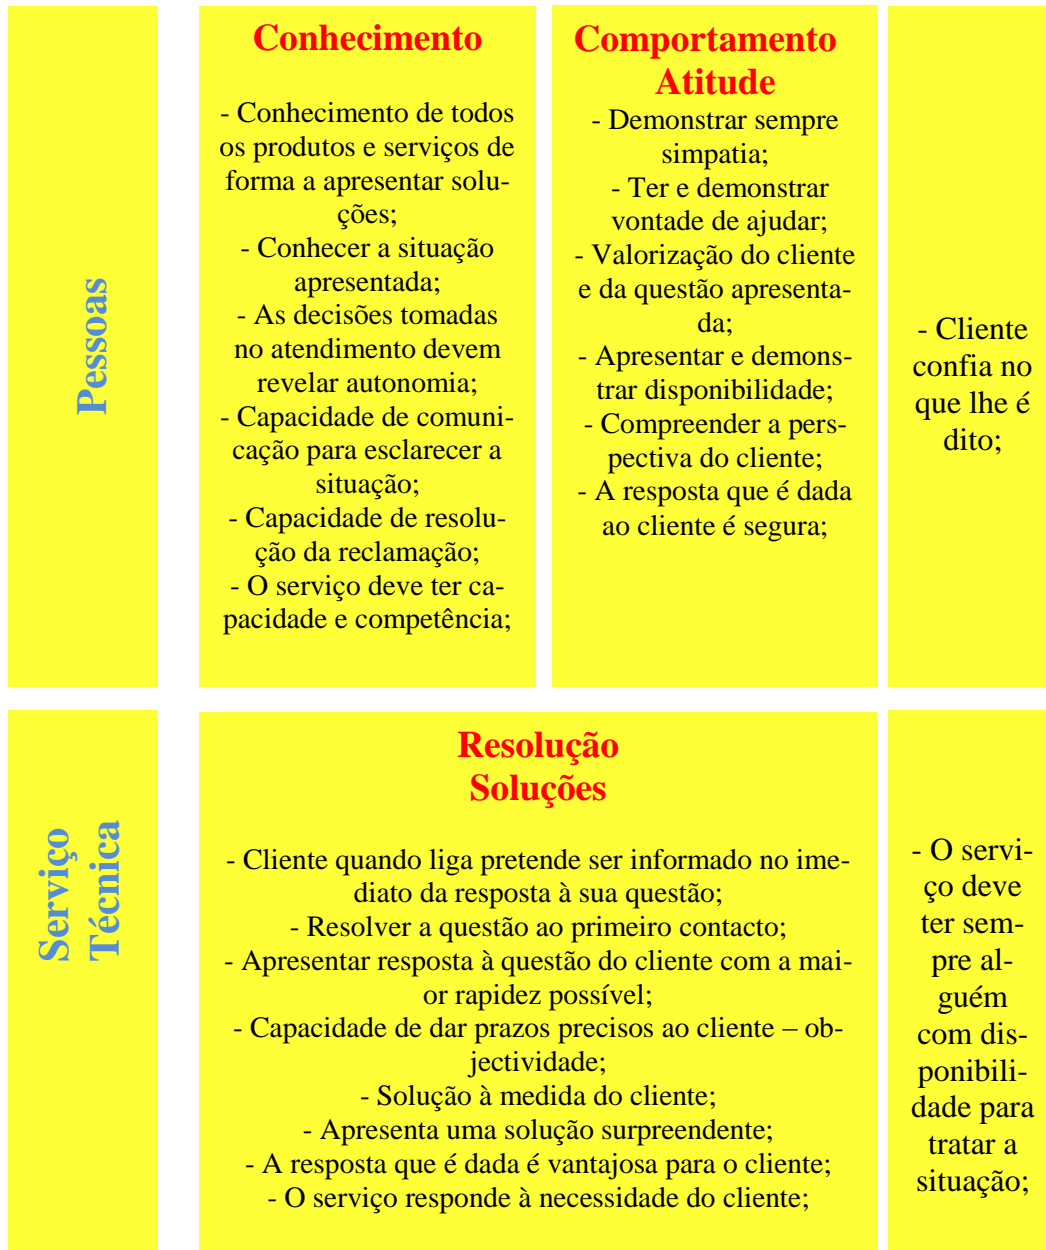 Pessoas
Conhecimento
- Conhecimento de todos
os produtos e serviços de
forma a apresentar solu-
ções;
- Conhecer a situação
apresentada;
- As decisões tomadas
no atendimento devem
revelar autonomia;
- Capacidade de comuni-
cação para esclarecer a
situação;
- Capacidade de resolu-
ção da reclamação;
- O serviço deve ter ca-
pacidade e competência;
Comportamento
Atitude
- Demonstrar sempre
simpatia;
- Ter e demonstrar
vontade de ajudar;
- Valorização do cliente
e da questão apresenta-
da;
- Apresentar e demons-
trar disponibilidade;
- Compreender a pers-
pectiva do cliente;
- A resposta que é dada
ao cliente é segura;
- Cliente
confia no
que lhe é
dito;
Serviço
Técnica
Resolução
Soluções
- Cliente quando liga pretende ser informado no ime-
diato da resposta à sua questão;
- Resolver a questão ao primeiro contacto;
- Apresentar resposta à questão do cliente com a mai-
or rapidez possível;
- Capacidade de dar prazos precisos ao cliente – ob-
jectividade;
- Solução à medida do cliente;
- Apresenta uma solução surpreendente;
- A resposta que é dada é vantajosa para o cliente;
- O serviço responde à necessidade do cliente;
- O servi-
ço deve
ter sem-
pre al-
guém
com dis-
ponibili-
dade para
tratar a
situação;